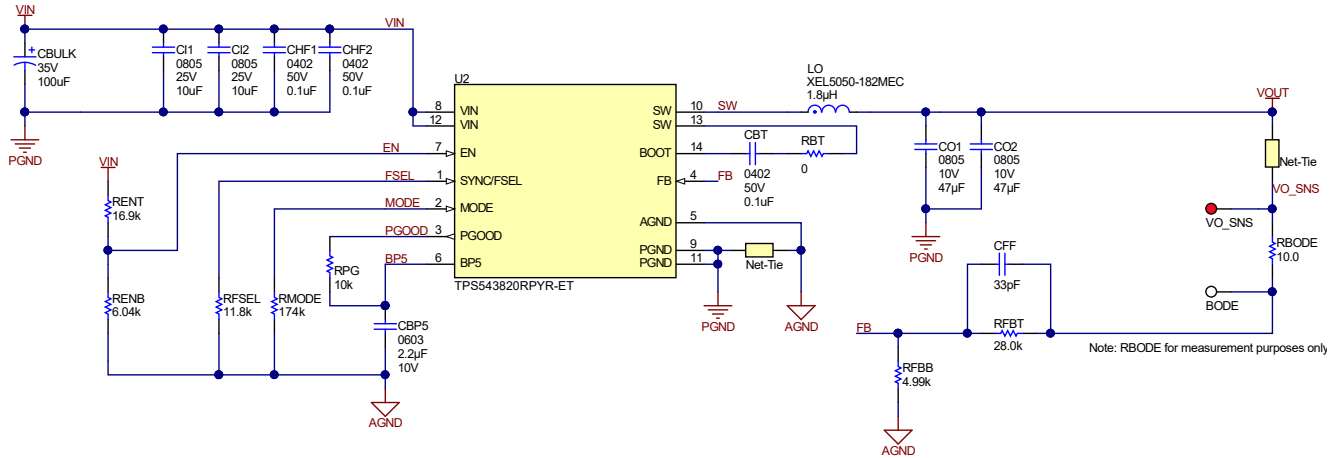 VIN
VIN
CBULK
35V
100uF
CI1
0805
25V
10uF
CI2
0805
25V
10uF
CHF1
0402
50V
0.1uF
CHF2
0402
50V
0.1uF
PGND
VIN
RENT
16.9k
RENB
6.04k
EN
FSEL
MODE
PGOOD
BP5
RFSEL
11.8k
RMODE
174k
RPG
10k
CBP5
0603
2.2µF
10V
AGND
U2
8
VIN
12
VIN
7
EN
1
SYNC/FSEL
2
MODE
3
PGOOD
6
BP5
SW
10
SW
13
BOOT
14
FB
4
AGND
5
PGND
9
PGND
11
TPS543820RPYR-ET
SW
LO
XEL5050-182MEC
1.8µH
CBT
0402
50V
0.1uF
RBT
0
FB
Net-Tie
PGND
AGND
CO1
0805
10V
47µF
CO2
0805
10V
47µF
PGND
VOUT
Net-Tie
VO_SNS
VO_SNS
RBODE
10.0
BODE
CFF
33pF
RFBT
28.0k
FB
RFBB
4.99k
AGND
Note: RBODE for measurement purposes only